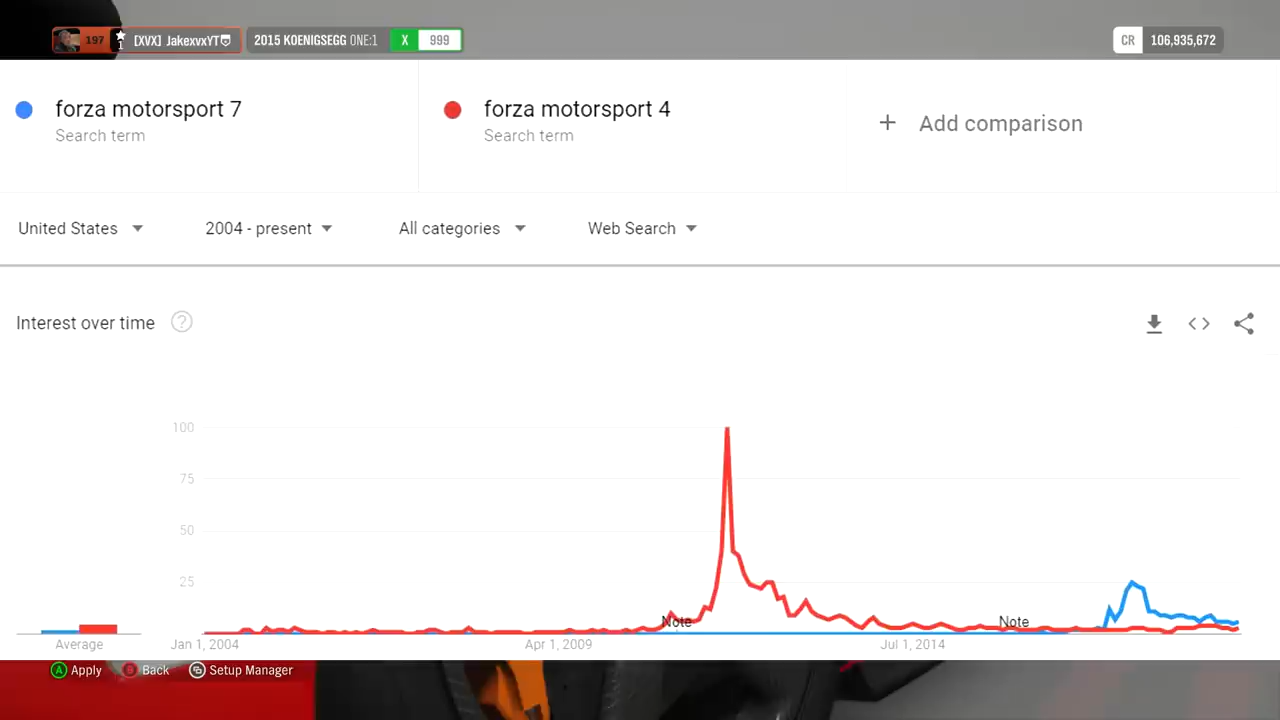 197 1 [XVX] JakexvxYT 2015 KOENIGSEGG ONE:1 X 999 CR 106,935,672
forza motorsport 7 forza motorsport 4 + Add comparison
Search term Search term
United States 2004 - present All categories Web Search
Interest over time ?
100
75
50
25
Note Note
Average Jan 1, 2004 Apr 1, 2009 Jul 1, 2014
A Apply B Back Setup Manager